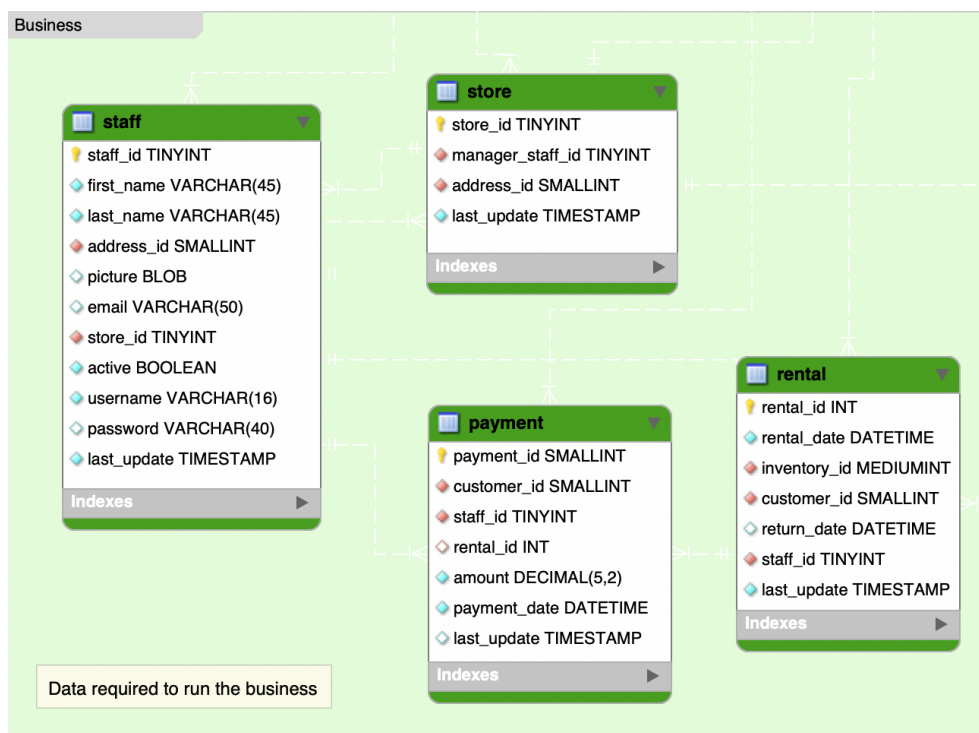 Business
staff
staff_id TINYINT
first_name VARCHAR(45)
last_name VARCHAR(45)
address_id SMALLINT
picture BLOB
email VARCHAR(50)
store_id TINYINT
active BOOLEAN
username VARCHAR(16)
password VARCHAR(40)
last_update TIMESTAMP
Indexes
store
store_id TINYINT
manager_staff_id TINYINT
address_id SMALLINT
last_update TIMESTAMP
Indexes
payment
payment_id SMALLINT
customer_id SMALLINT
staff_id TINYINT
rental_id INT
amount DECIMAL(5,2)
payment_date DATETIME
last_update TIMESTAMP
Indexes
rental
rental_id INT
rental_date DATETIME
inventory_id MEDIUMINT
customer_id SMALLINT
return_date DATETIME
staff_id TINYINT
last_update TIMESTAMP
Indexes
Data required to run the business